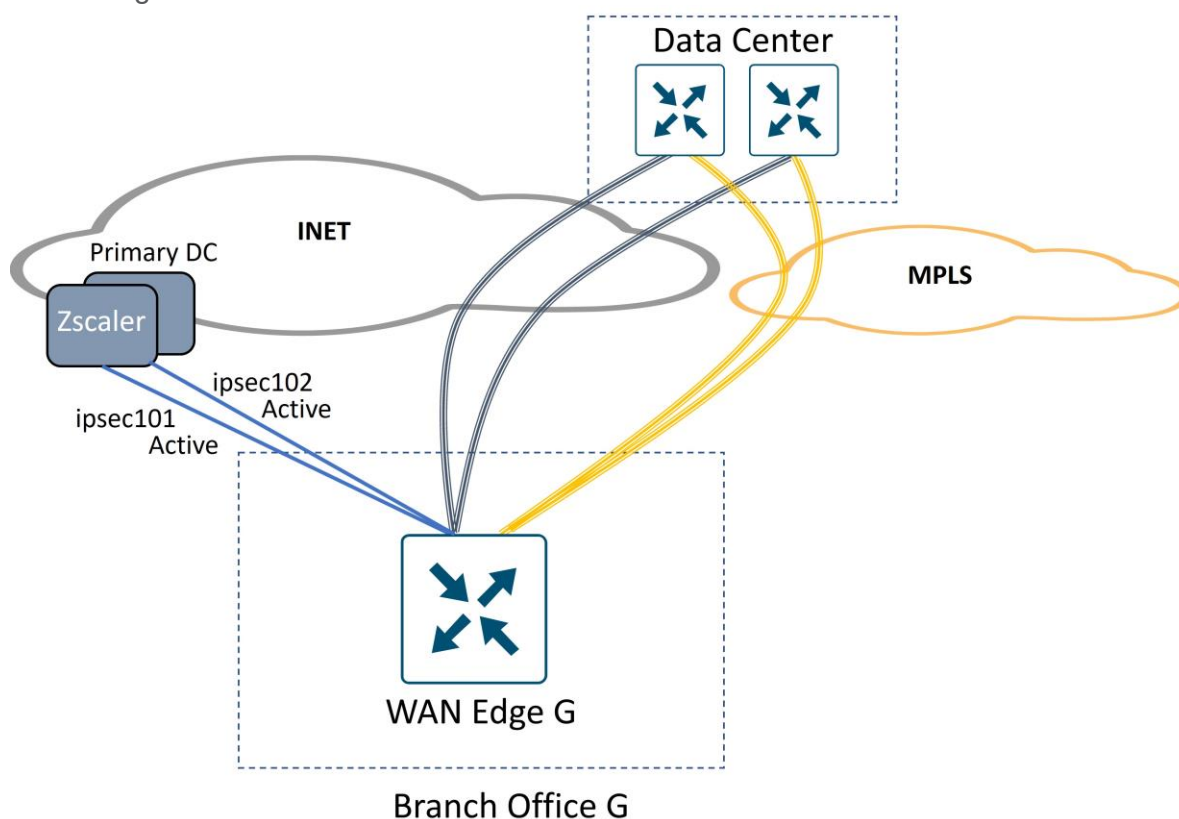 Data Center
INET
Primary DC
MPLS
Zscaler
ipsec102
Active
ipsec101
Active
WAN Edge G
Branch Office G